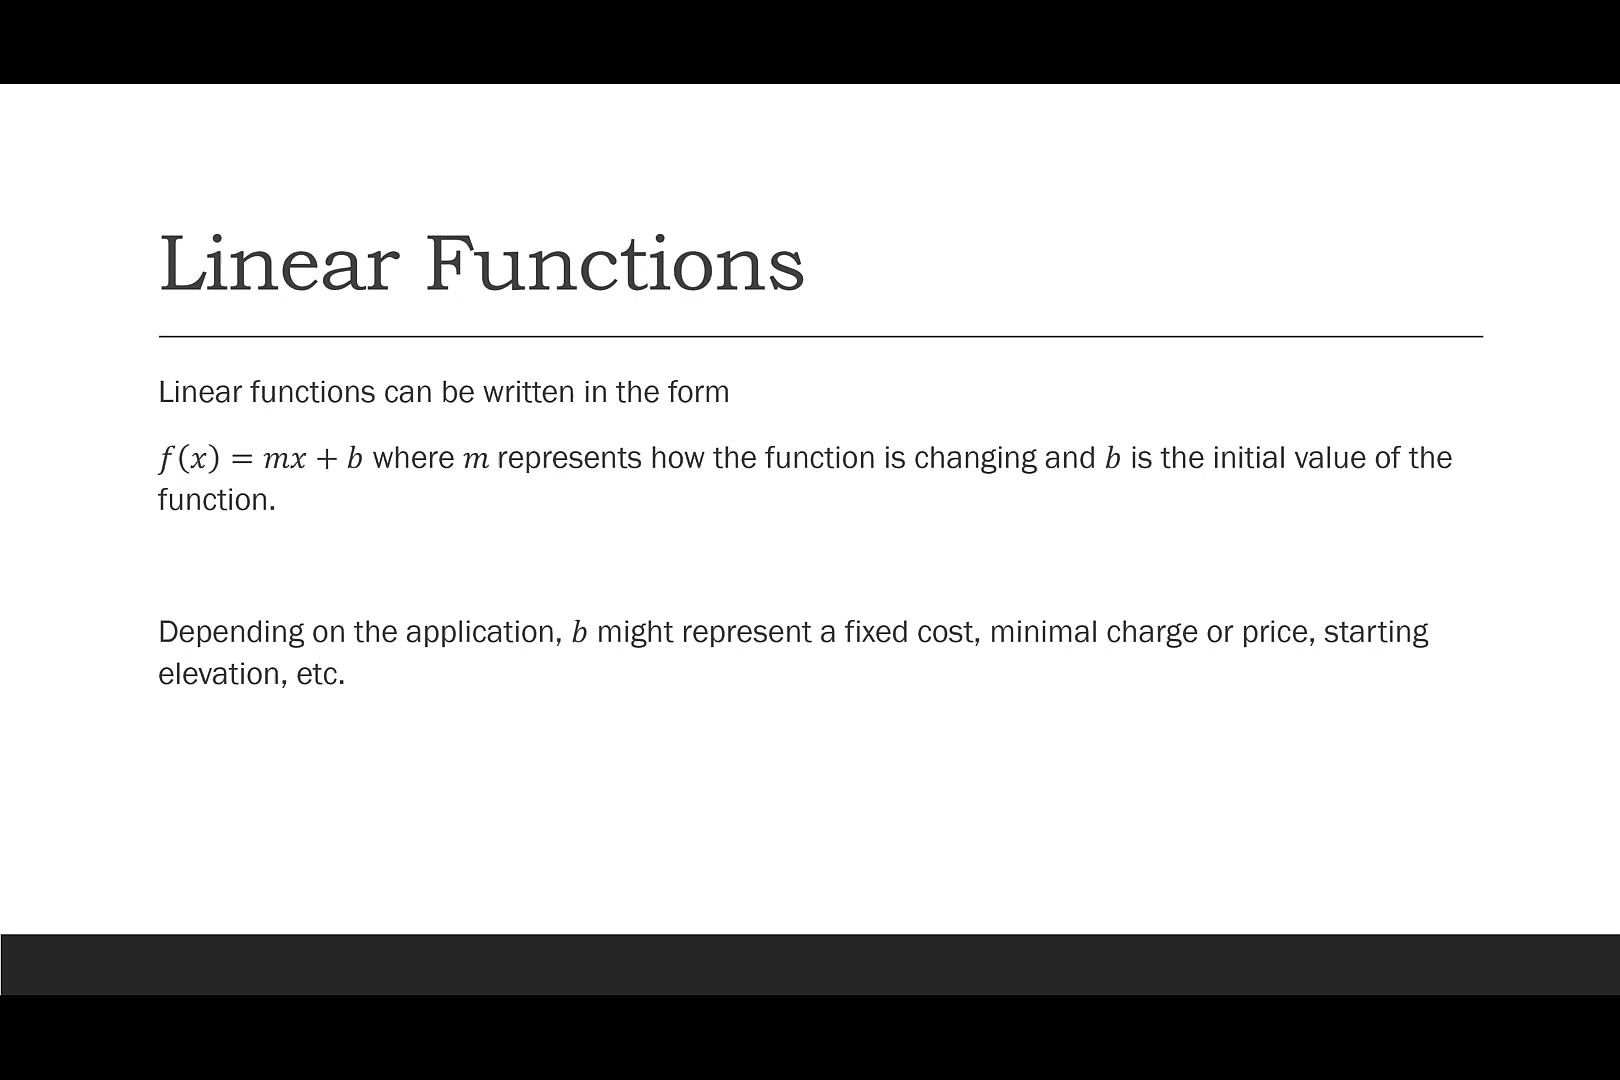 Linear Functions
Linear functions can be written in the form
f(x) = mx + b where m represents how the function is changing and b is the initial value of the
function.
Depending on the application, b might represent a fixed cost, minimal charge or price, starting
elevation, etc.